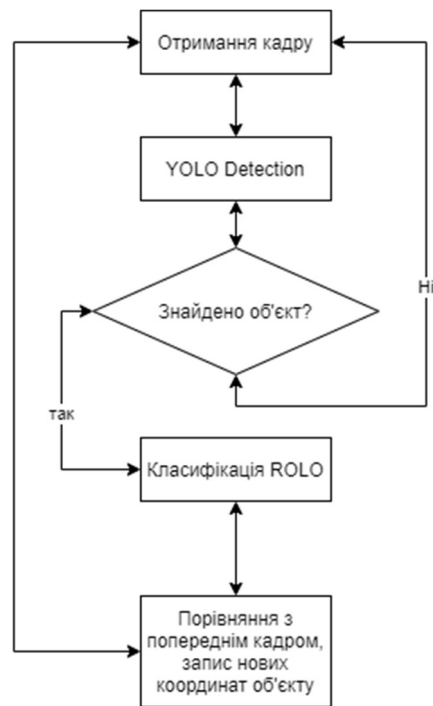 Отримання кадру
YOLO Detection
Знайдено об'єкт?
Ні
так
Класифікація ROLO
Порівняння з
попереднім кадром,
запис нових
координат об'єкту